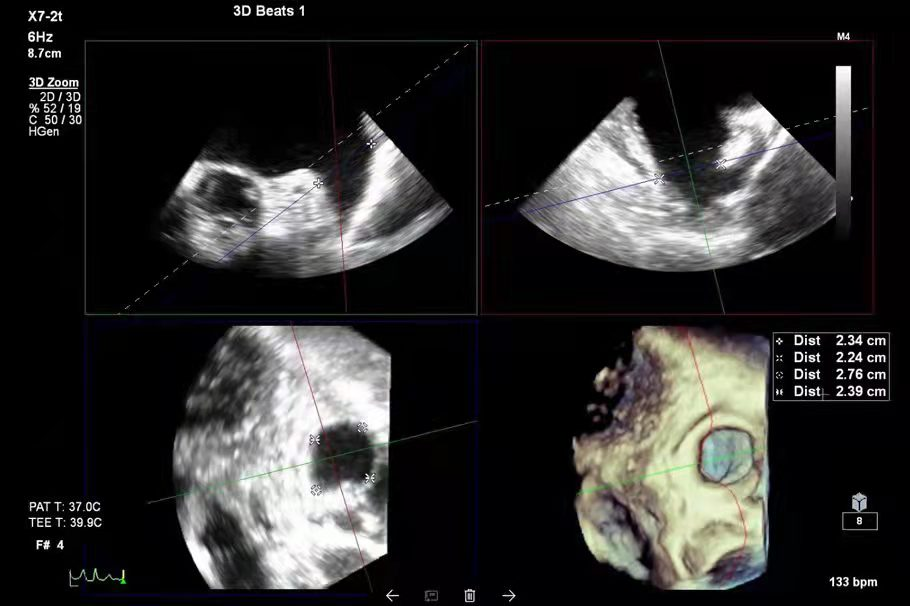 X7-2t
3D Beats 1
6Hz
8.7cm
M4
3D Zoom
2D / 3D
% 52 / 19
C 50 / 30
HGen
Dist 2.34 cm
Dist 2.24 cm
Dist 2.76 cm
Dist 2.39 cm
PAT T: 37.0C
TEE T: 39.9C
F# 4
8
133 bpm